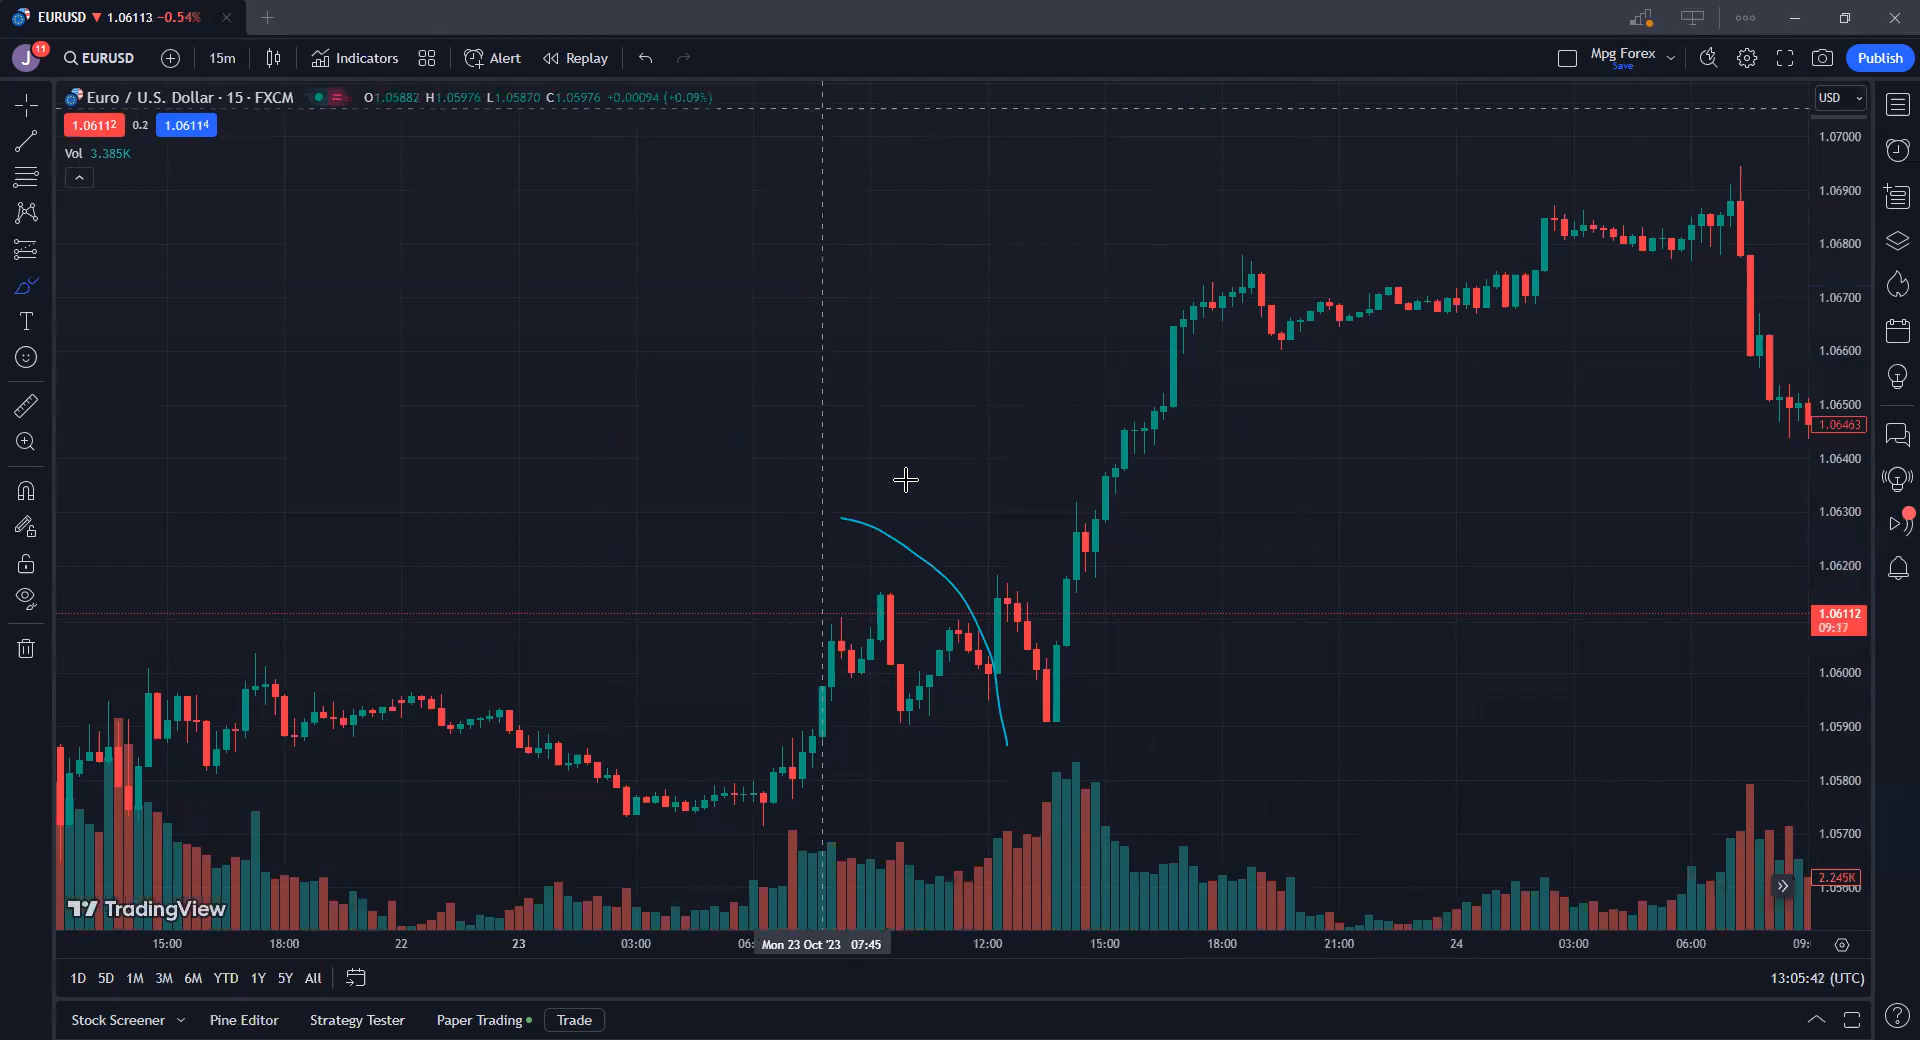 EURUSD ▼ 1.06113 −0.54%
J 11 EURUSD 15m Indicators Alert Replay Mpg Forex Save Publish
Euro / U.S. Dollar · 15 · FXCM O1.05882 H1.05976 L1.05870 C1.05976 +0.00094 (+0.09%)
USD
1.06112 0.2 1.06114
1.07000
Vol 3.385K
1.06900
1.06800
1.06700
1.06600
1.06500
1.06463
1.06400
1.06300
1.06200
1.06112
09:17
1.06000
1.05900
1.05800
1.05700
2.245K
1.05600
TradingView
15:00 18:00 22 23 03:00 06: Mon 23 Oct '23 07:45 12:00 15:00 18:00 21:00 24 03:00 06:00 09:
1D 5D 1M 3M 6M YTD 1Y 5Y All 13:05:42 (UTC)
Stock Screener Pine Editor Strategy Tester Paper Trading Trade